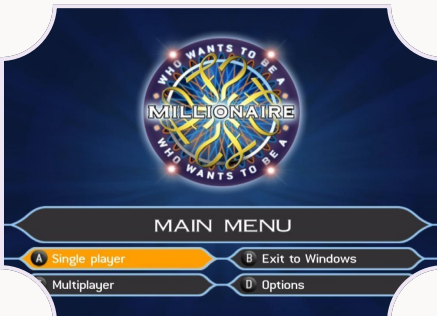 WHO WANTS TO BE A
MILLIONAIRE
WHO WANTS TO BE A
MAIN MENU
A Single player
B Exit to Windows
Multiplayer
D Options